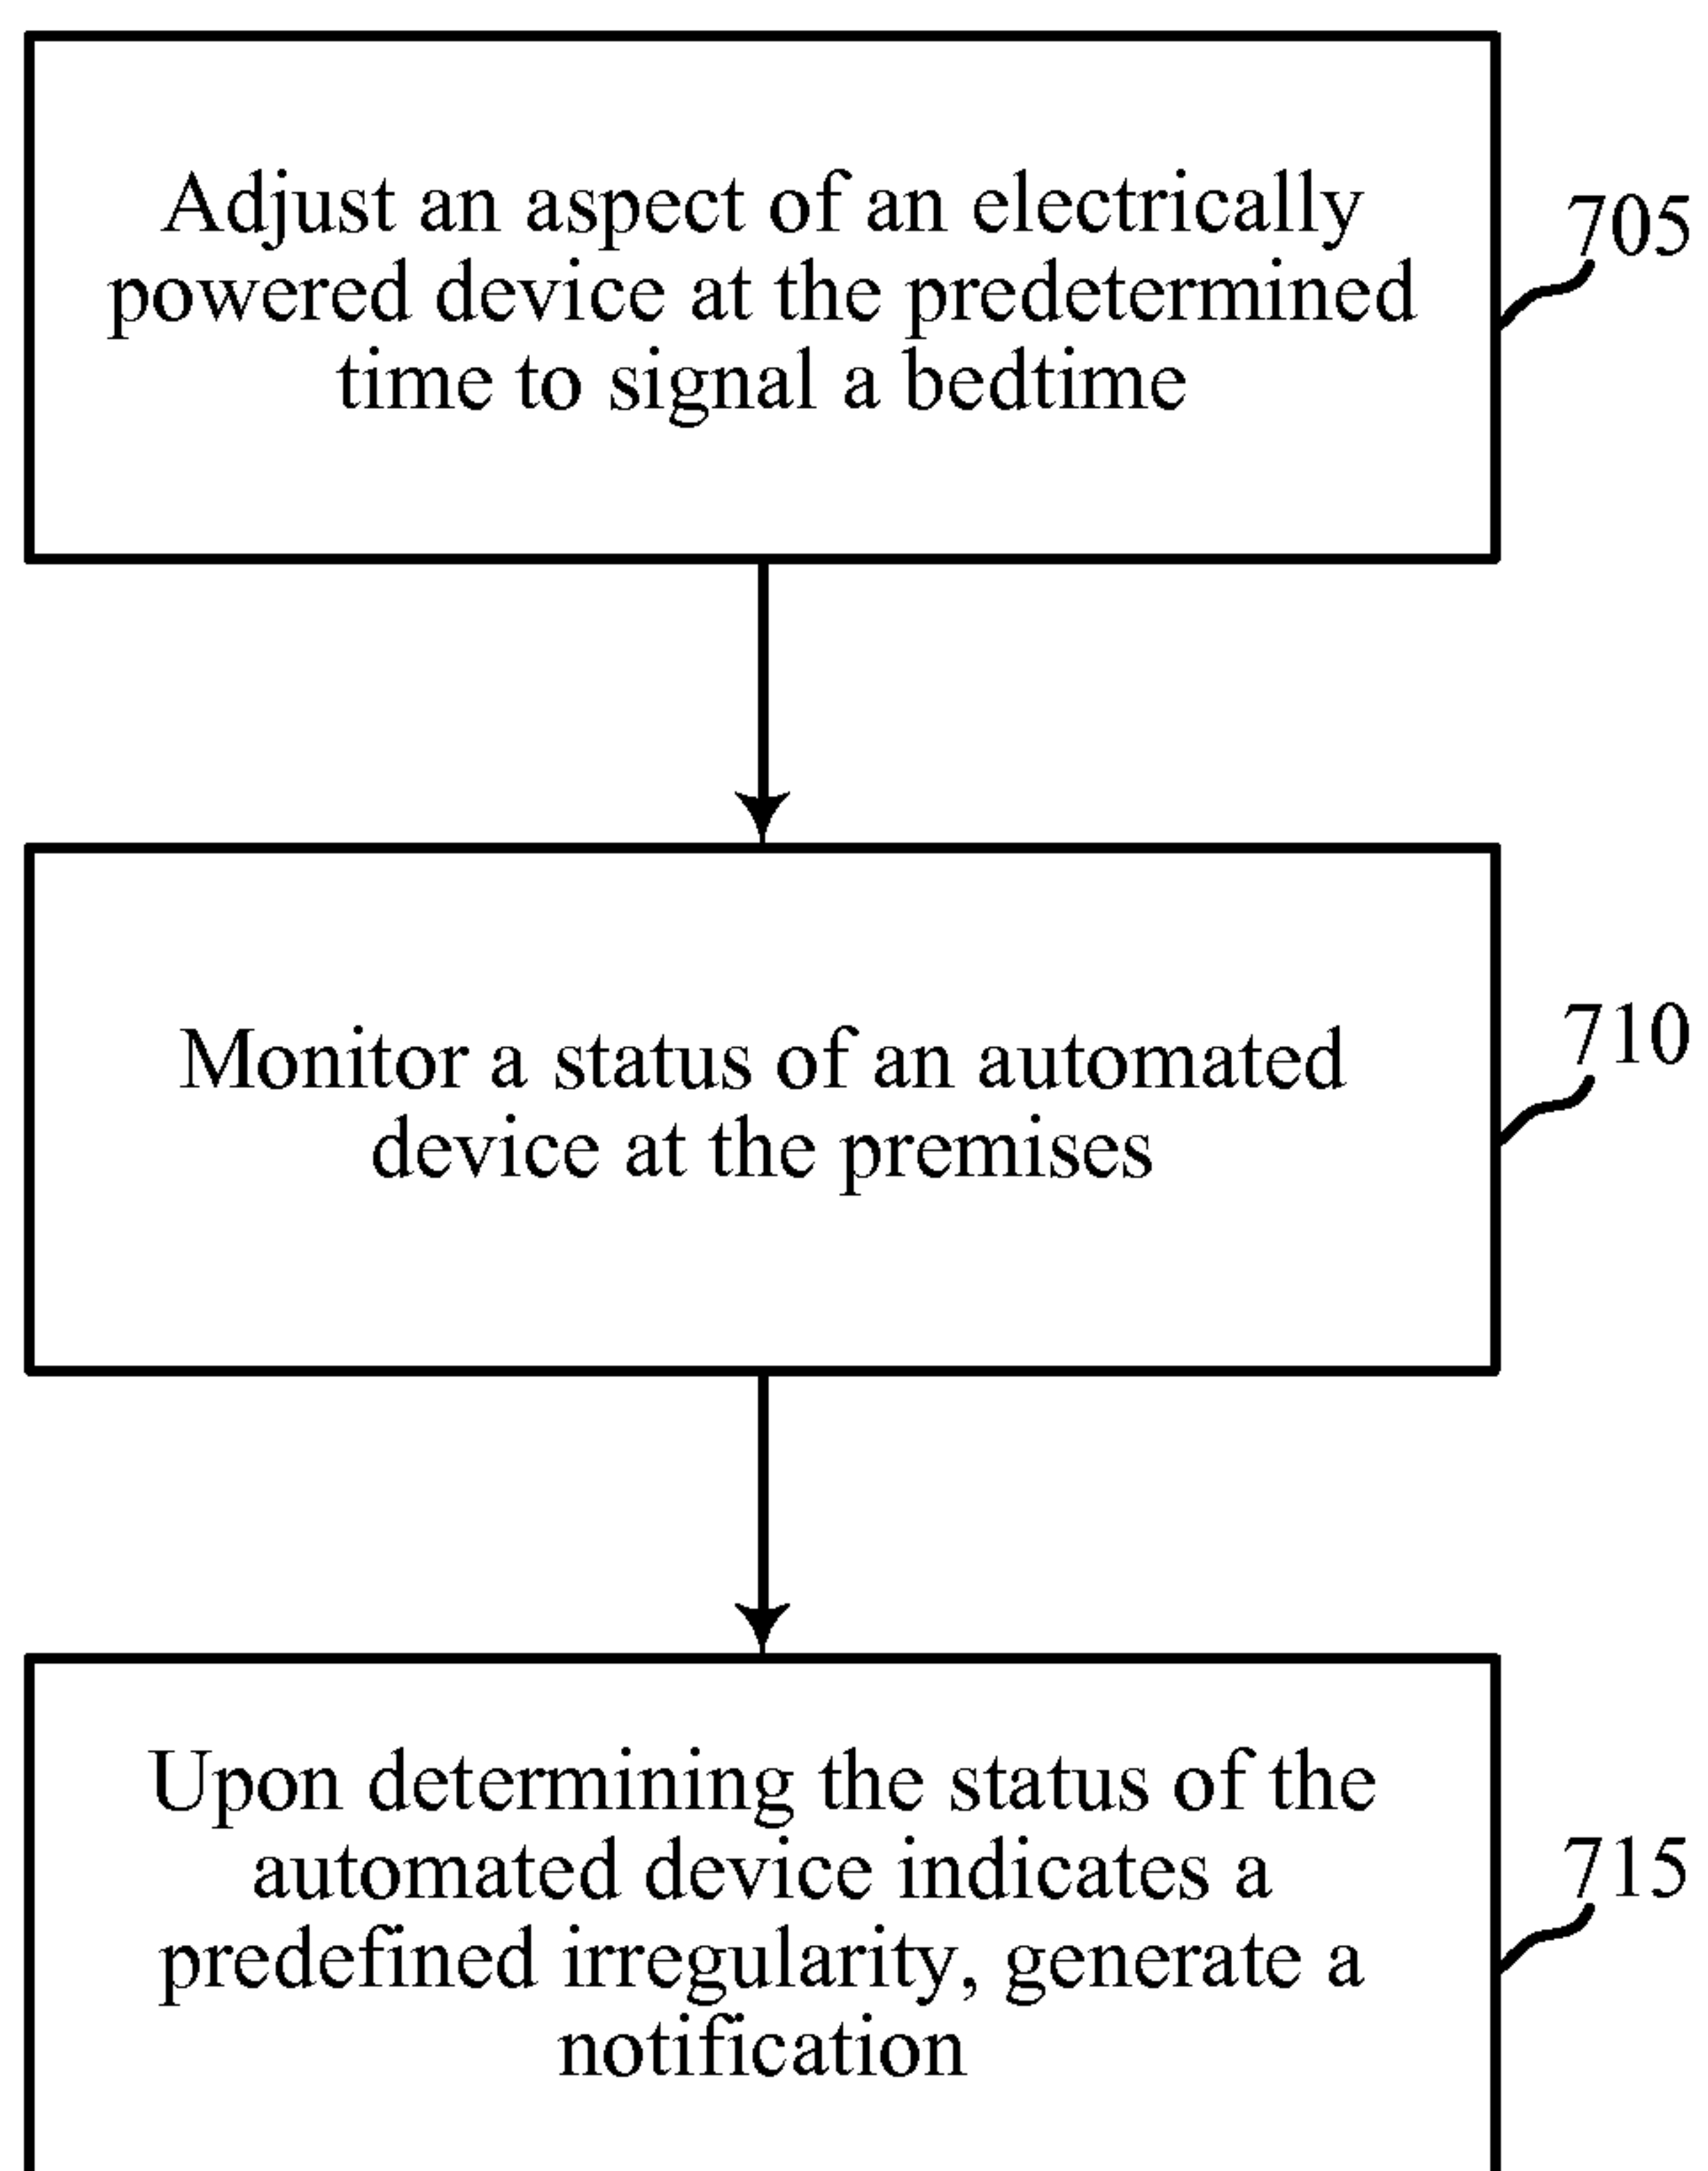 Adjust an aspect of an electrically
powered device at the predetermined
time to signal a bedtime
705
Monitor a status of an automated
device at the premises
710
Upon determining the status of the
automated device indicates a
predefined irregularity, generate a
notification
715